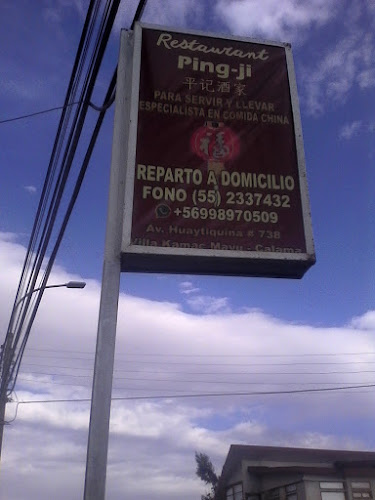 Restaurant
Ping-ji
平记酒家
PARA SERVIR Y LLEVAR
ESPECIALISTA EN COMIDA CHINA
福
REPARTO A DOMICILIO
FONO (55) 2337432
+56998970509
Av. Huaytiquina # 738
Villa Kamac Mayu - Calama